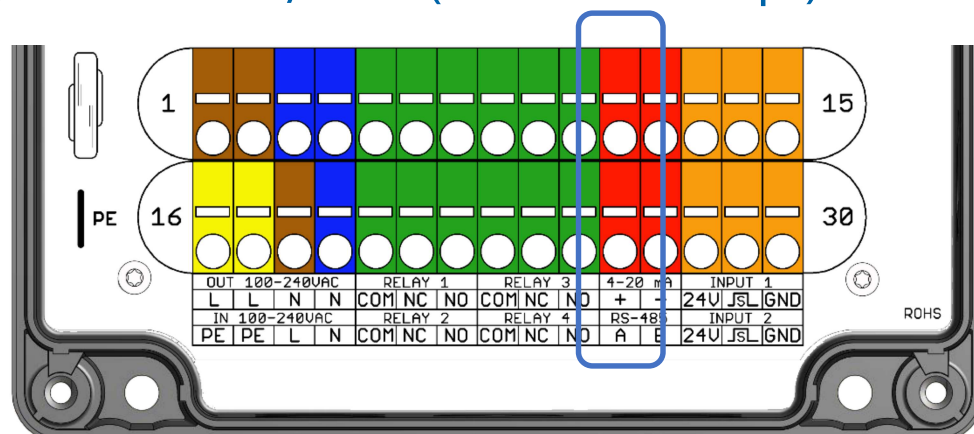 1 15
PE 16 30
OUT 100-240VAC RELAY 1 RELAY 3 4-20 mA INPUT 1
L L N N COM NC NO COM NC NO + - 24V GND
IN 100-240VAC RELAY 2 RELAY 4 RS-485 INPUT 2
PE PE L N COM NC NO COM NC NO A B 24V GND
ROHS